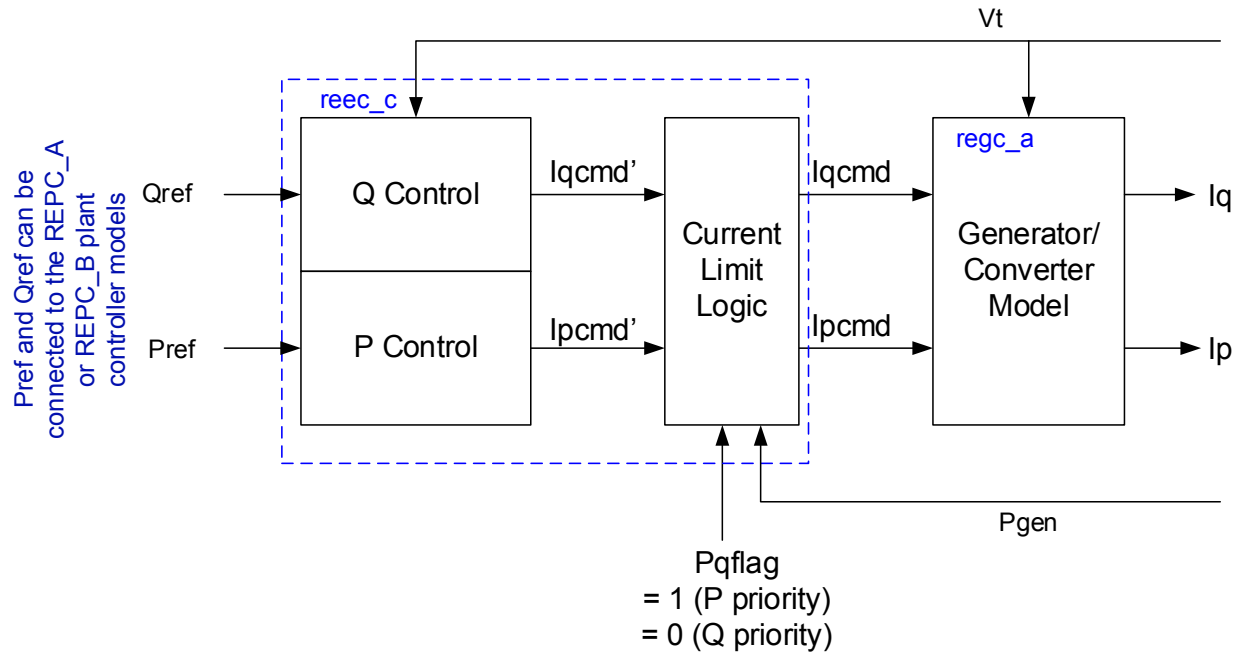 Vt
reec_c
regc_a
Pref and Qref can be
connected to the REPC_A
or REPC_B plant
controller models
Qref
Q Control
Iqcmd’
Iqcmd
Iq
Current
Limit
Logic
Generator/
Converter
Model
Pref
P Control
Ipcmd’
Ipcmd
Ip
Pgen
Pqflag
= 1 (P priority)
= 0 (Q priority)